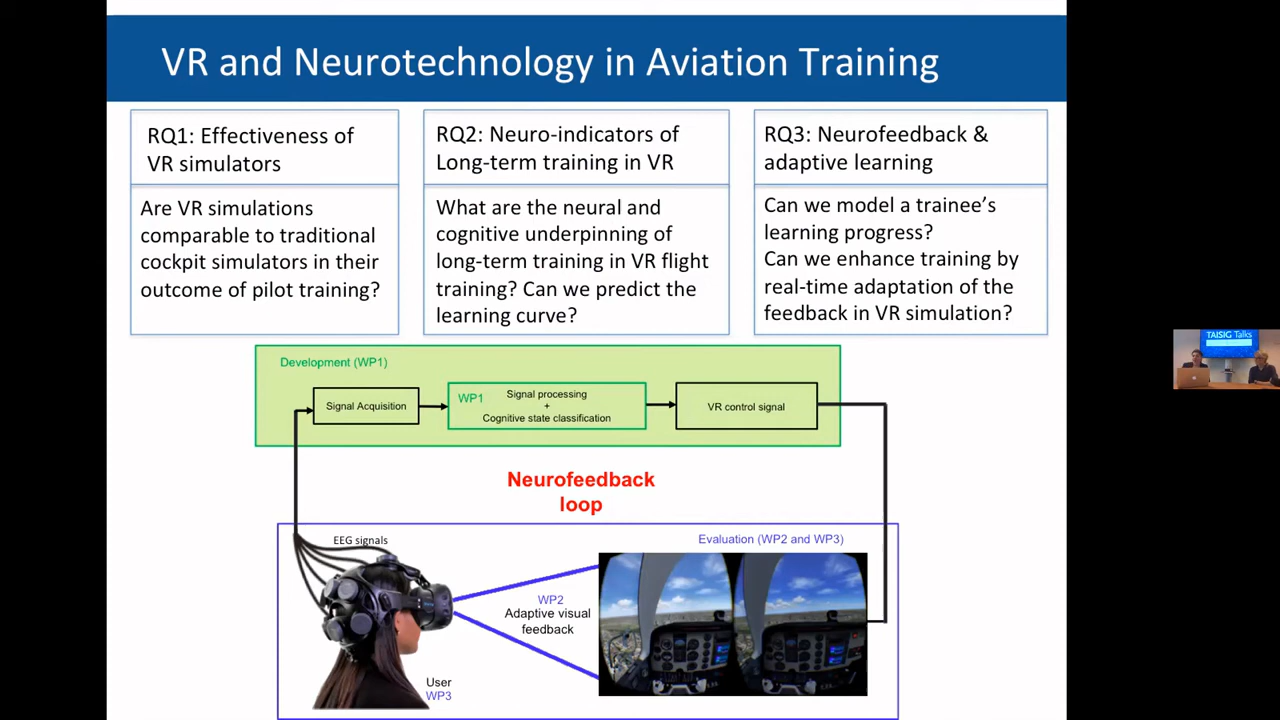 VR and Neurotechnology in Aviation Training
RQ1: Effectiveness of
VR simulators
Are VR simulations
comparable to traditional
cockpit simulators in their
outcome of pilot training?
RQ2: Neuro-indicators of
Long-term training in VR
What are the neural and
cognitive underpinning of
long-term training in VR flight
training? Can we predict the
learning curve?
RQ3: Neurofeedback &
adaptive learning
Can we model a trainee's
learning progress?
Can we enhance training by
real-time adaptation of the
feedback in VR simulation?
Development (WP1)
Signal Acquisition
WP1
Signal processing
+
Cognitive state classification
VR control signal
Neurofeedback
loop
EEG signals
Evaluation (WP2 and WP3)
WP2
Adaptive visual
feedback
User
WP3
TAISIG Talks